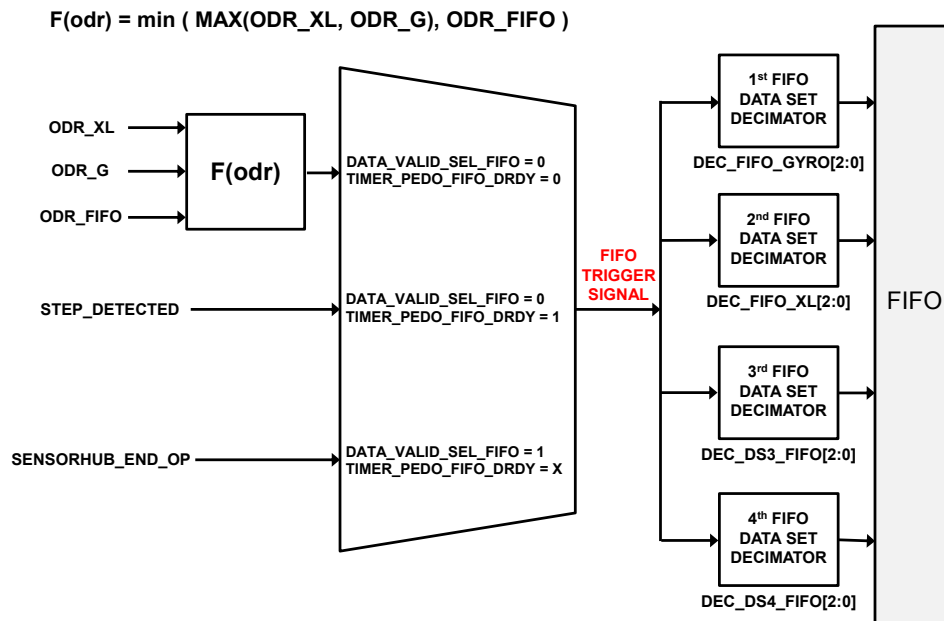 F(odr) = min ( MAX(ODR_XL, ODR_G), ODR_FIFO )
ODR_XL
ODR_G
ODR_FIFO
F(odr)
DATA_VALID_SEL_FIFO = 0
TIMER_PEDO_FIFO_DRDY = 0
STEP_DETECTED
DATA_VALID_SEL_FIFO = 0
TIMER_PEDO_FIFO_DRDY = 1
SENSORHUB_END_OP
DATA_VALID_SEL_FIFO = 1
TIMER_PEDO_FIFO_DRDY = X
FIFO
TRIGGER
SIGNAL
1st FIFO
DATA SET
DECIMATOR
DEC_FIFO_GYRO[2:0]
2nd FIFO
DATA SET
DECIMATOR
DEC_FIFO_XL[2:0]
3rd FIFO
DATA SET
DECIMATOR
DEC_DS3_FIFO[2:0]
4th FIFO
DATA SET
DECIMATOR
DEC_DS4_FIFO[2:0]
FIFO